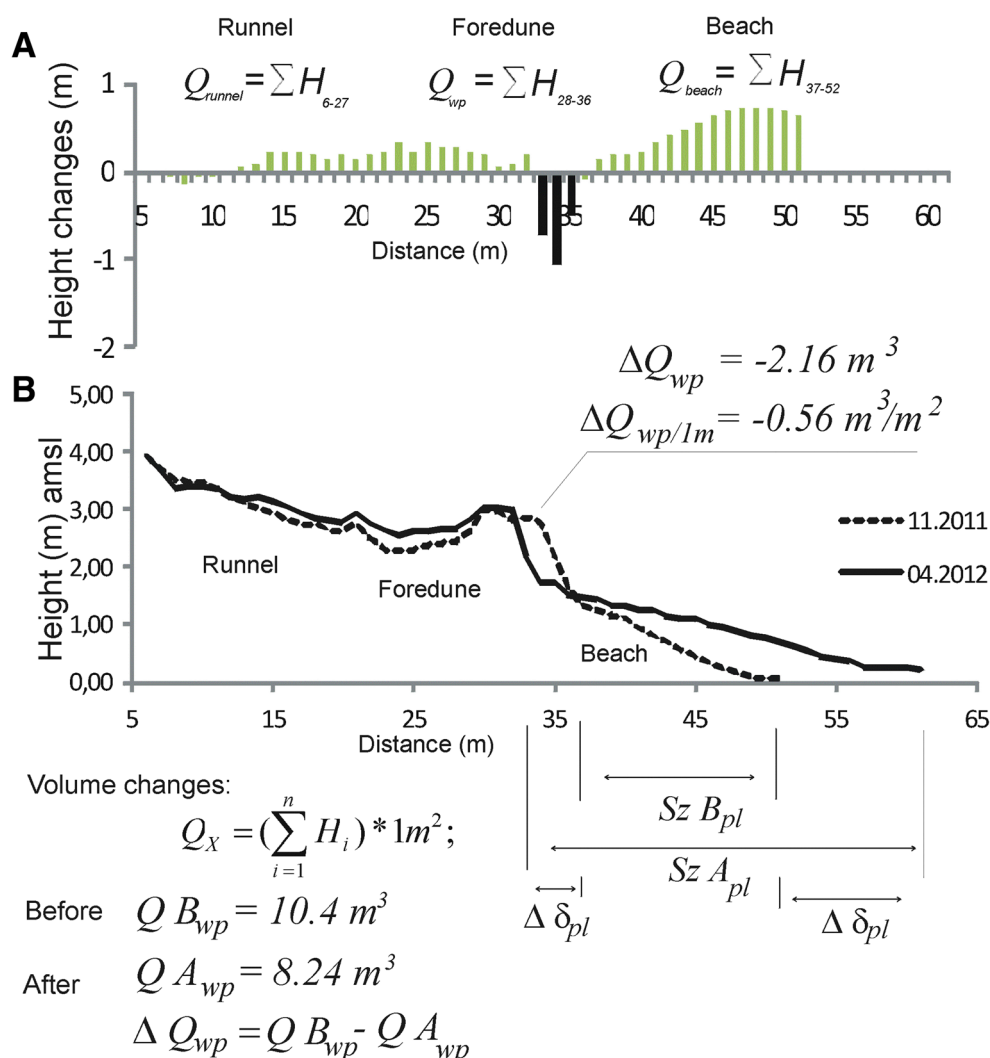 A
Runnel Foredune Beach
Q_runnel = ∑ H_6-27 Q_wp = ∑ H_28-36 Q_beach = ∑ H_37-52
Height changes (m)
1
0
-1
-2
5 10 15 20 25 30 35 40 45 50 55 60
Distance (m)
ΔQ_wp = -2.16 m^3
ΔQ_wp/1m = -0.56 m^3/m^2
B
Height (m) amsl
5,00
4,00
3,00
2,00
1,00
0,00
11.2011
04.2012
Runnel
Foredune
Beach
5 15 25 35 45 55 65
Distance (m)
Sz B_pl
Sz A_pl
Δ δ_pl Δ δ_pl
Volume changes:
Q_X = (∑_{i=1}^{n} H_i) * 1m^2;
Before Q B_wp = 10.4 m^3
After Q A_wp = 8.24 m^3
Δ Q_wp = Q B_wp - Q A_wp